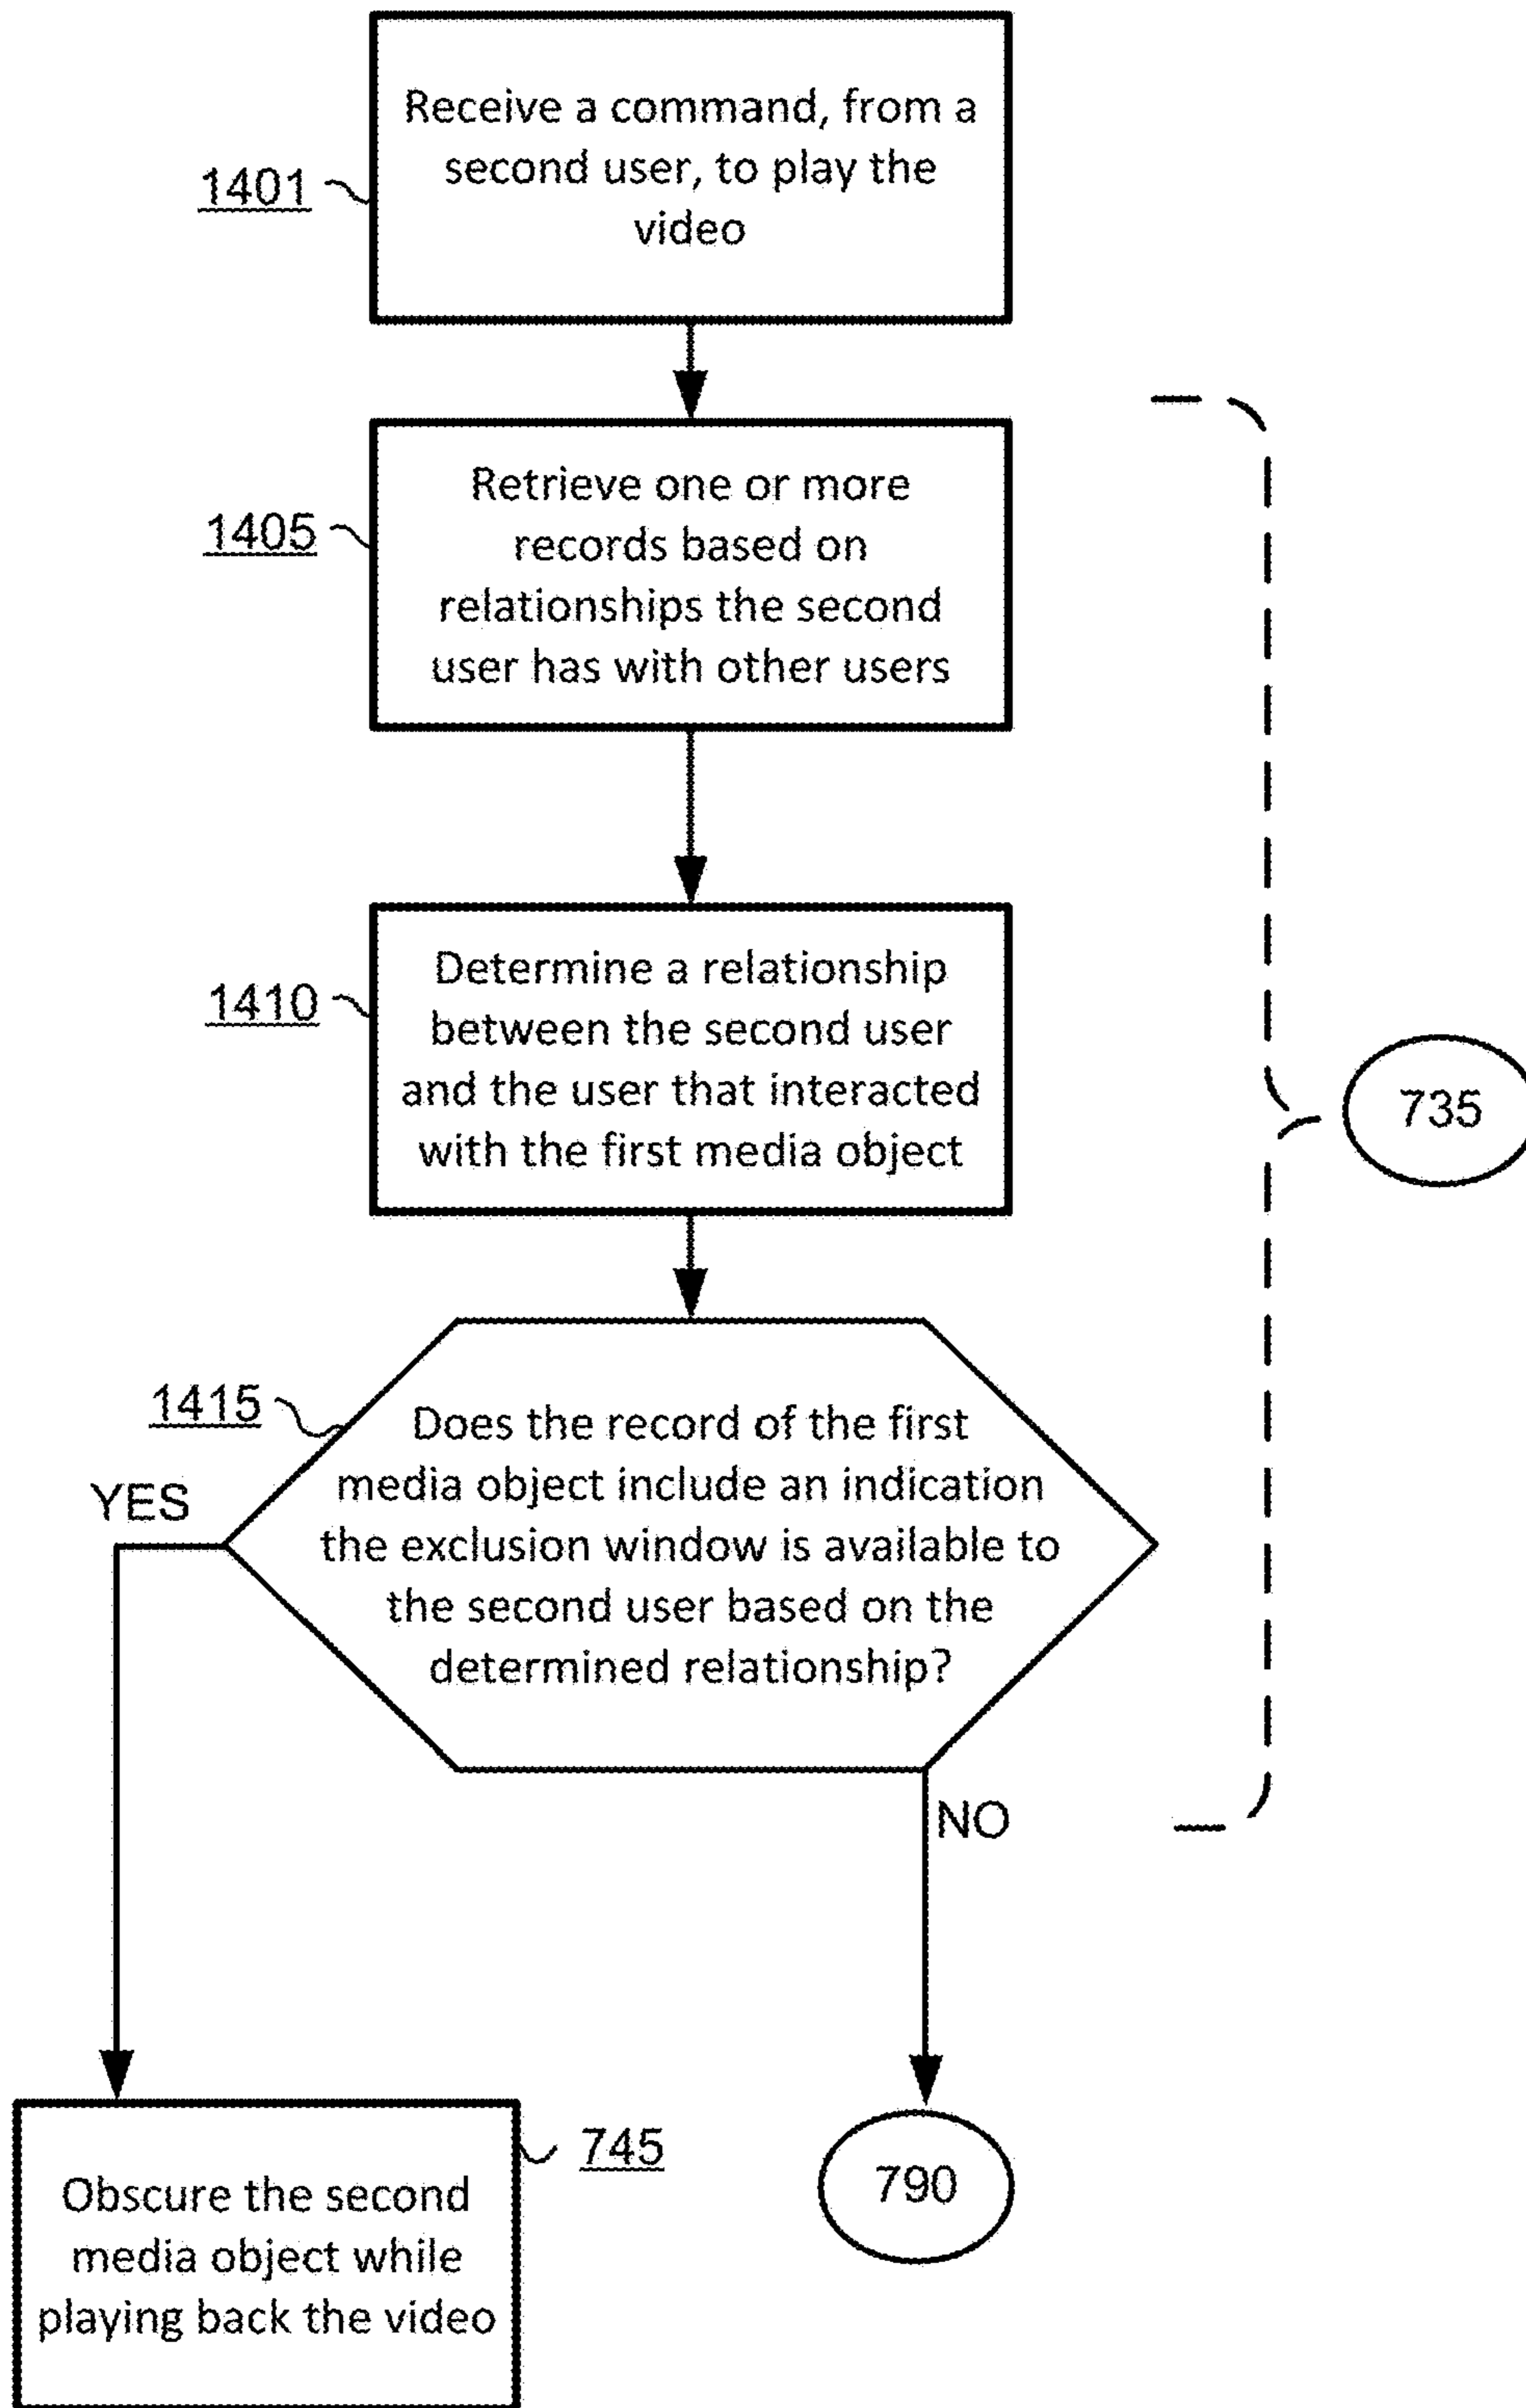 Receive a command, from a
second user, to play the
video
1401
Retrieve one or more
records based on
relationships the second
user has with other users
1405
Determine a relationship
between the second user
and the user that interacted
with the first media object
1410
735
1415
Does the record of the first
media object include an indication
the exclusion window is available to
the second user based on the
determined relationship?
YES
NO
745
Obscure the second
media object while
playing back the video
790